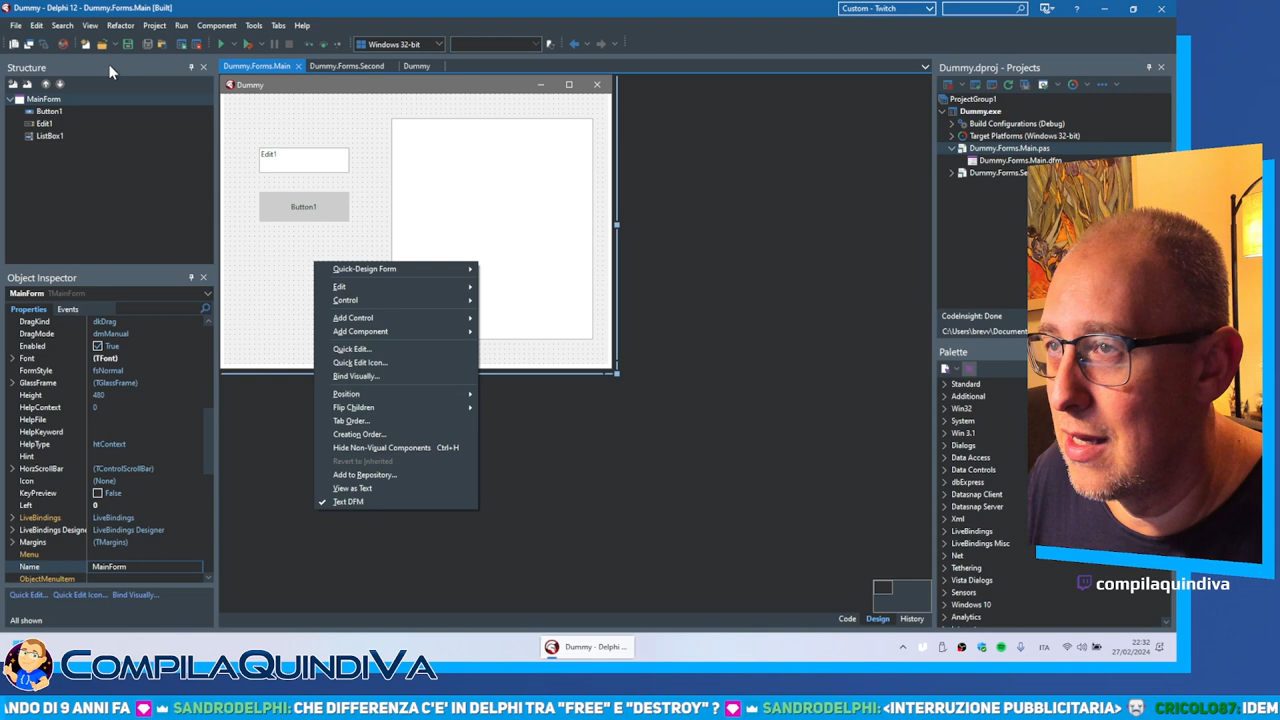 Dummy - Delphi 12 - Dummy.Forms.Main [Built]
Custom - Twitch
File Edit Search View Refactor Project Run Component Tools Tabs Help
Windows 32-bit
Structure
MainForm
Button1
Edit1
ListBox1
Object Inspector
MainForm TMainForm
Properties Events
DragKind dkDrag
DragMode dmManual
Enabled True
Font (TFont)
FormStyle fsNormal
GlassFrame (TGlassFrame)
Height 480
HelpContext 0
HelpFile
HelpKeyword
HelpType htContext
Hint
HorzScrollBar (TControlScrollBar)
Icon (None)
KeyPreview False
Left 0
LiveBindings LiveBindings
LiveBindings Designer LiveBindings Designer
Margins (TMargins)
Menu
Name MainForm
ObjectMenuItem
Quick Edit... Quick Edit Icon... Bind Visually...
All shown
Dummy.Forms.Main Dummy.Forms.Second Dummy
Dummy
Edit1
Button1
Quick-Design Form
Edit
Control
Add Control
Add Component
Quick Edit...
Quick Edit Icon...
Bind Visually...
Position
Flip Children
Tab Order...
Creation Order...
Hide Non-Visual Components Ctrl+H
Revert to Inherited
Add to Repository...
View as Text
Text DFM
Code Design History
Dummy.dproj - Projects
ProjectGroup1
Dummy.exe
Build Configurations (Debug)
Target Platforms (Windows 32-bit)
Dummy.Forms.Main.pas
Dummy.Forms.Main.dfm
Dummy.Forms.Se
CodeInsight: Done
C:\Users\brevv\Document
Palette
Standard
Additional
Win32
System
Win 3.1
Dialogs
Data Access
Data Controls
dbExpress
Datasnap Client
Datasnap Server
Xml
LiveBindings
LiveBindings Misc
Net
Tethering
Vista Dialogs
Sensors
Windows 10
Analytics
compilaquindiva
Dummy - Delphi ...
ITA
22:32
27/02/2024
COMPILAQUINDIVA
ANDO DI 9 ANNI FA SANDRODELPHI: CHE DIFFERENZA C'E' IN DELPHI TRA "FREE" E "DESTROY" ? SANDRODELPHI: <INTERRUZIONE PUBBLICITARIA> CRICOLO87: IDEM